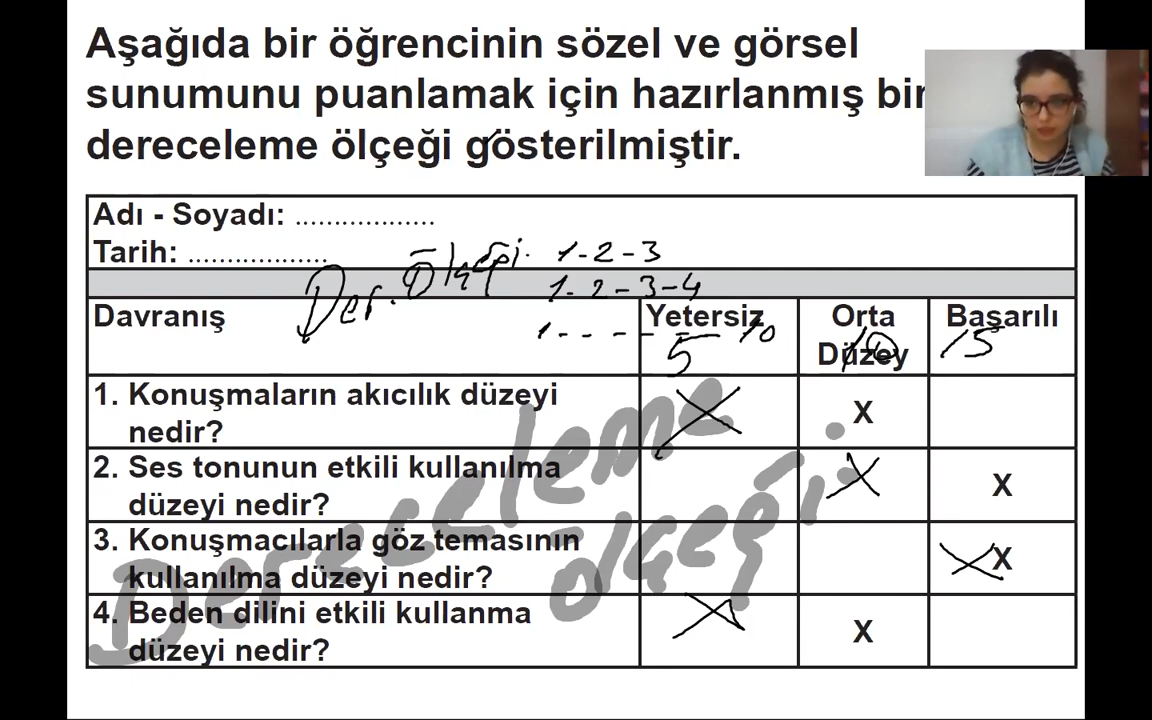 Aşağıda bir öğrencinin sözel ve görsel
sunumunu puanlamak için hazırlanmış bir
dereceleme ölçeği gösterilmiştir.
Adı - Soyadı: ..................
Tarih: ..................
Der. Ölçeği. 1-2-3
1-2-3-4
1- - - - - 10
Davranış Yetersiz Orta Düzey Başarılı
5 10 15
1. Konuşmaların akıcılık düzeyi X X
nedir?
2. Ses tonunun etkili kullanılma X X
düzeyi nedir?
3. Konuşmacılarla göz temasının X X
kullanılma düzeyi nedir?
4. Beden dilini etkili kullanma X X
düzeyi nedir?
Dereceleme
ölçeği